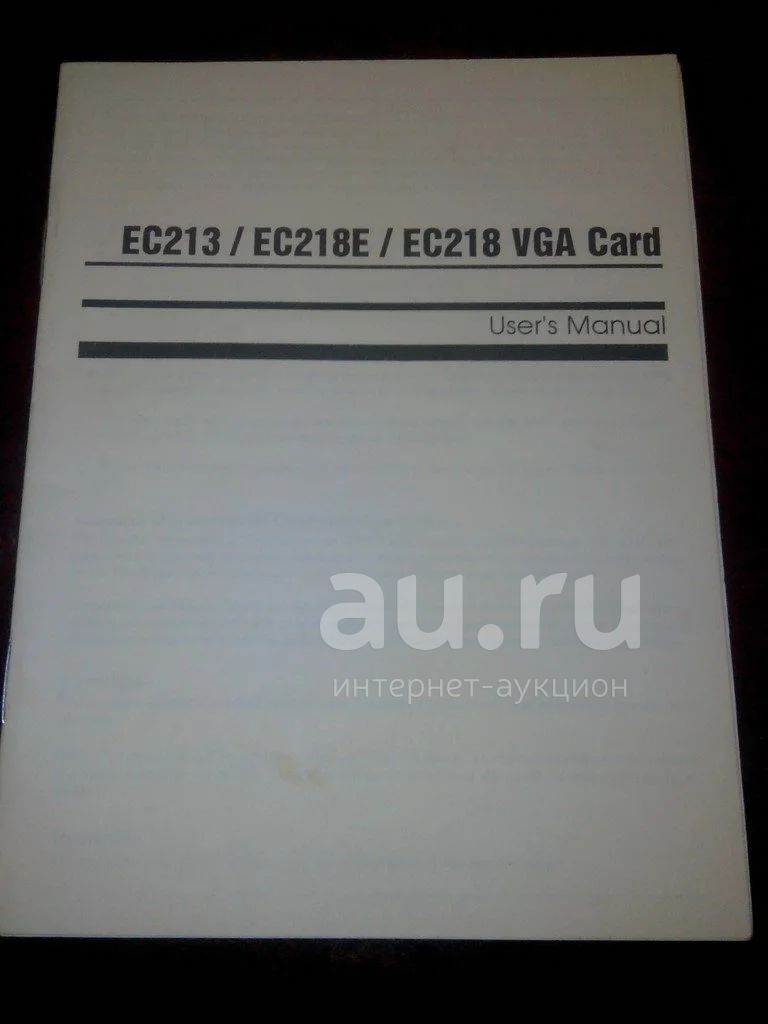 EC213 / EC218E / EC218 VGA Card
User's Manual
au.ru
интернет-аукцион